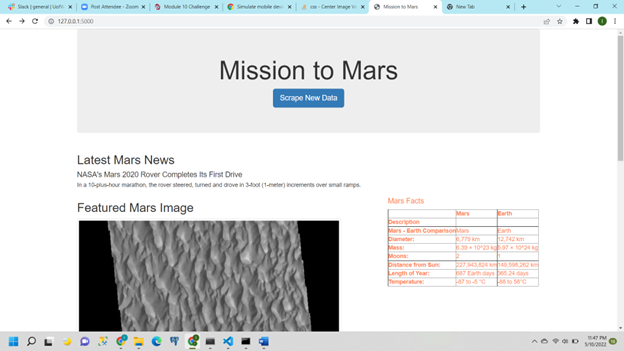 Slack | general | UofM
Post Attendee - Zoom
Module 10 Challenge
Simulate mobile devi
css - Center Image Ve
Mission to Mars
New Tab
127.0.0.1:5000
Mission to Mars
Scrape New Data
Latest Mars News
NASA's Mars 2020 Rover Completes Its First Drive
In a 10-plus-hour marathon, the rover steered, turned and drove in 3-foot (1-meter) increments over small ramps.
Featured Mars Image
Mars Facts
Mars Earth
Description
Mars - Earth Comparison Mars Earth
Diameter: 6,779 km 12,742 km
Mass: 6.39 × 10^23 kg 5.97 × 10^24 kg
Moons: 2 1
Distance from Sun: 227,943,824 km 149,598,262 km
Length of Year: 687 Earth days 365.24 days
Temperature: -87 to -5 °C -88 to 58°C
11:47 PM
5/10/2022